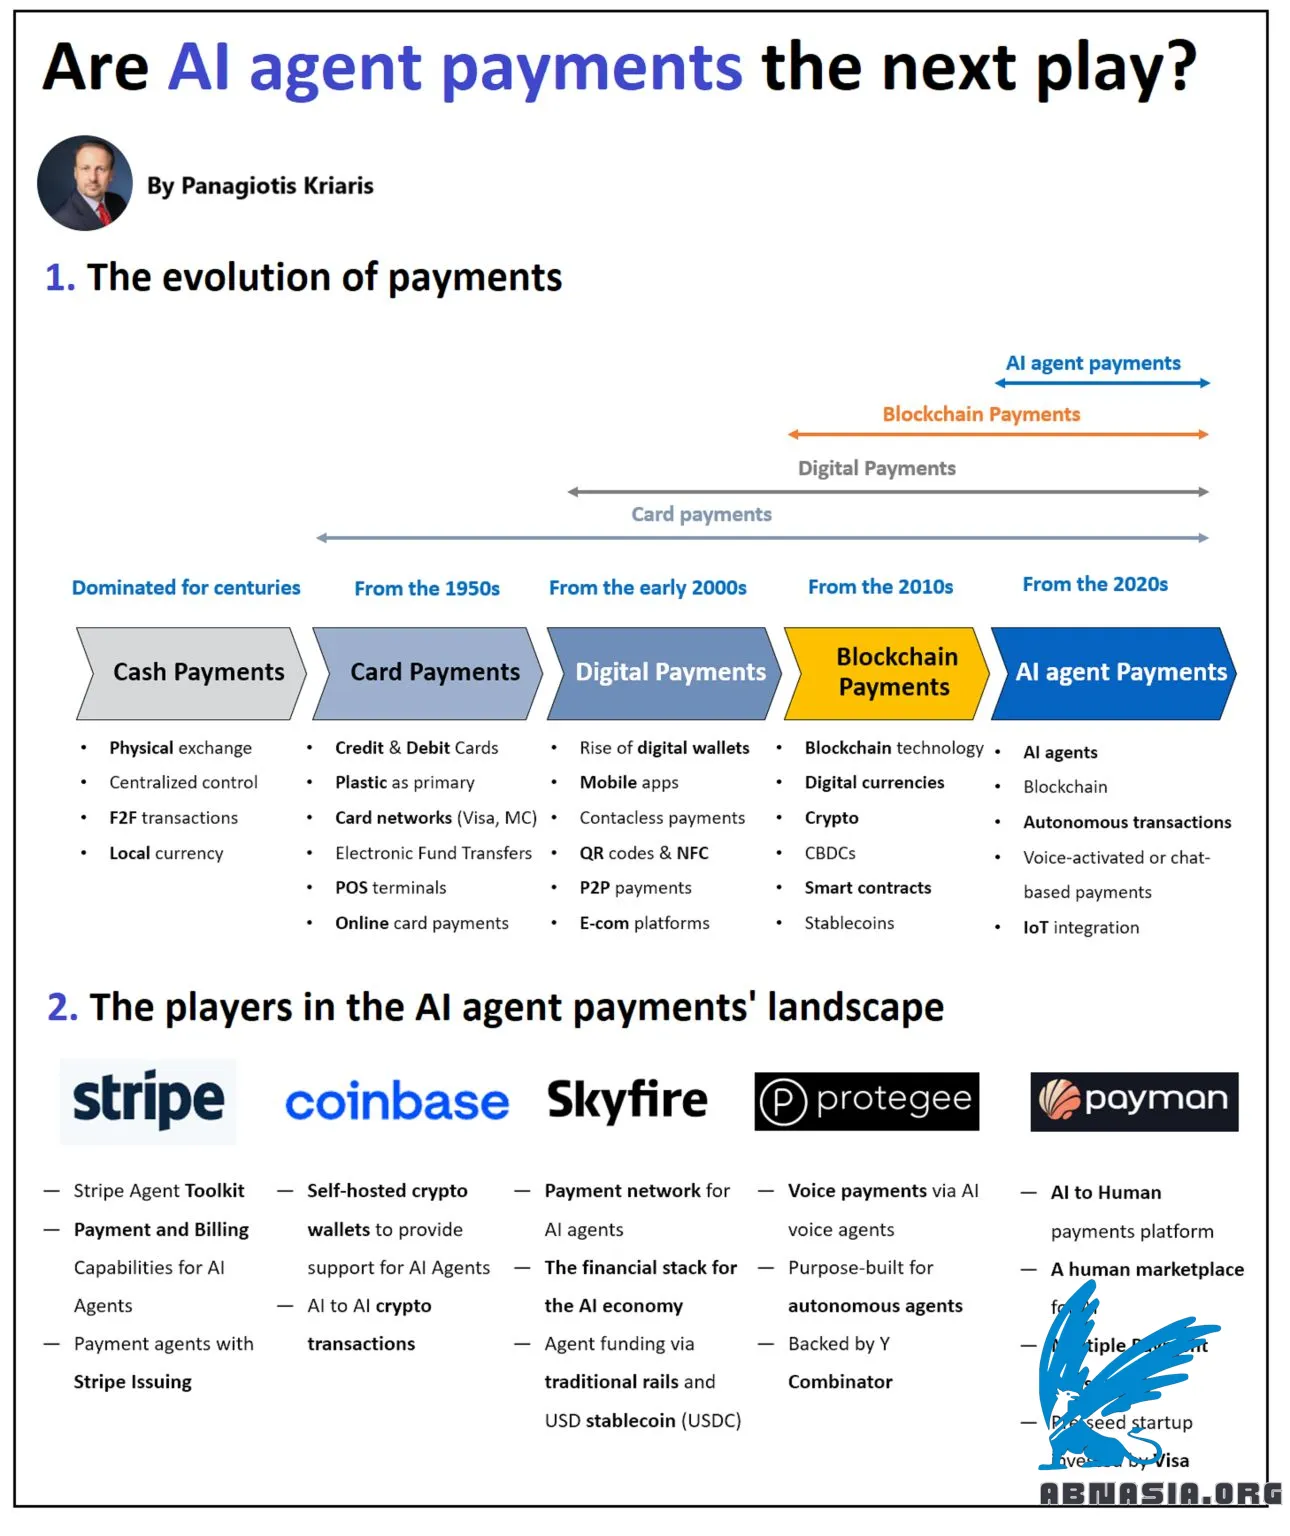 Are AI agent payments the next play?
By Panagiotis Kriaris
1. The evolution of payments
AI agent payments
Blockchain Payments
Digital Payments
Card payments
Dominated for centuries
From the 1950s
From the early 2000s
From the 2010s
From the 2020s
Cash Payments
Card Payments
Digital Payments
Blockchain
Payments
AI agent Payments
• Physical exchange
• Centralized control
• F2F transactions
• Local currency
• Credit & Debit Cards
• Plastic as primary
• Card networks (Visa, MC)
• Electronic Fund Transfers
• POS terminals
• Online card payments
• Rise of digital wallets
• Mobile apps
• Contacless payments
• QR codes & NFC
• P2P payments
• E-com platforms
• Blockchain technology
• Digital currencies
• Crypto
• CBDCs
• Smart contracts
• Stablecoins
• AI agents
• Blockchain
• Autonomous transactions
• Voice-activated or chat-
based payments
• IoT integration
2. The players in the AI agent payments' landscape
stripe
— Stripe Agent Toolkit
— Payment and Billing
Capabilities for AI
Agents
— Payment agents with
Stripe Issuing
coinbase
— Self-hosted crypto
wallets to provide
support for AI Agents
— AI to AI crypto
transactions
Skyfire
— Payment network for
AI agents
— The financial stack for
the AI economy
— Agent funding via
traditional rails and
USD stablecoin (USDC)
P protegee
— Voice payments via AI
voice agents
— Purpose-built for
autonomous agents
— Backed by Y
Combinator
payman
— AI to Human
payments platform
— A human marketplace
for AI
— Multiple Payment
— Pre-seed startup
invested by Visa
ABNASIA.ORG